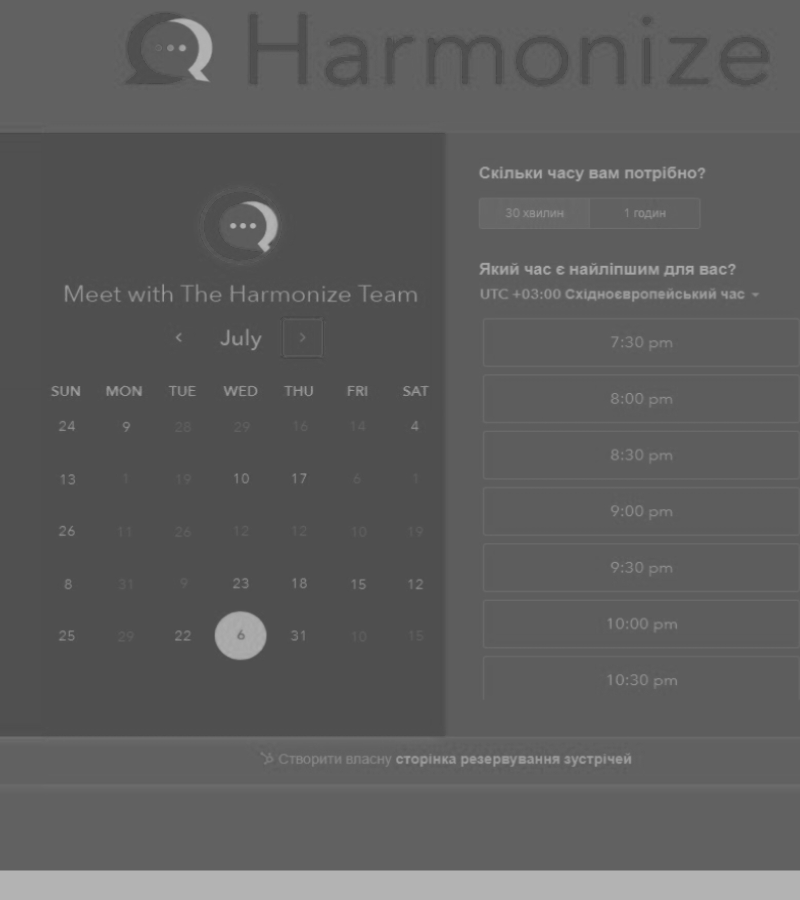 Harmonize
Meet with The Harmonize Team
July
SUN MON TUE WED THU FRI SAT
24 9 28 29 16 14 4
13 1 19 10 17 6 1
26 11 26 12 12 10 19
8 31 9 23 18 15 12
25 29 22 6 31 10 15
Скільки часу вам потрібно?
30 хвилин 1 годин
Який час є найліпшим для вас?
UTC +03:00 Східноєвропейський час
7:30 pm
8:00 pm
8:30 pm
9:00 pm
9:30 pm
10:00 pm
10:30 pm
Створити власну сторінка резервування зустрічей